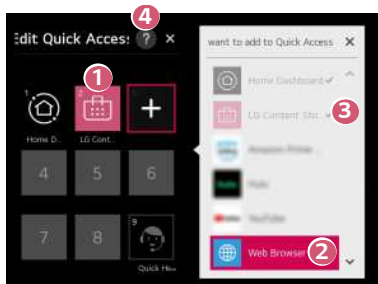 4
Edit Quick Access ? ×
want to add to Quick Access ×
1
1
2
+
Home D...
LG Cont...
Home Dashboard ✔
LG Content Sto... ✔
3
4
5
6
Amazon Prime
Hulu
YouTube
7
8
9
Web Browser
2
Quick He...